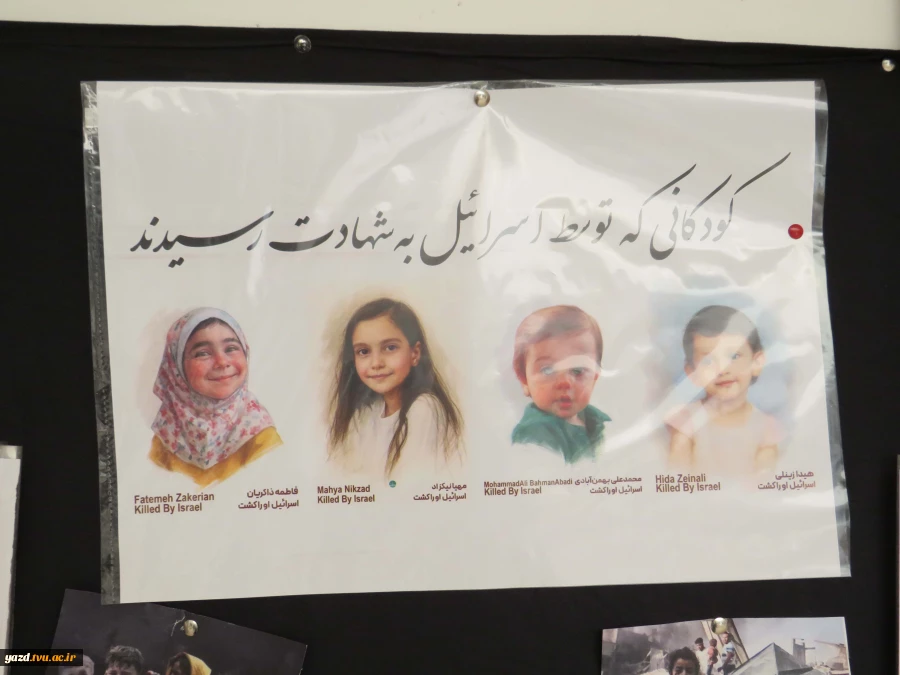 کودکانی که توسط اسرائیل به شهادت رسیدند
Fatemeh Zakerian
Killed By Israel
فاطمه ذاکریان
اسرائیل او را کشت
Mahya Nikzad
Killed By Israel
مهیا نیکزاد
اسرائیل او را کشت
MohammadAli BahmanAbadi
Killed By Israel
محمدعلی بهمن‌آبادی
اسرائیل او را کشت
Hida Zeinali
Killed By Israel
هیدا زینلی
اسرائیل او را کشت
yazd.tvu.ac.ir